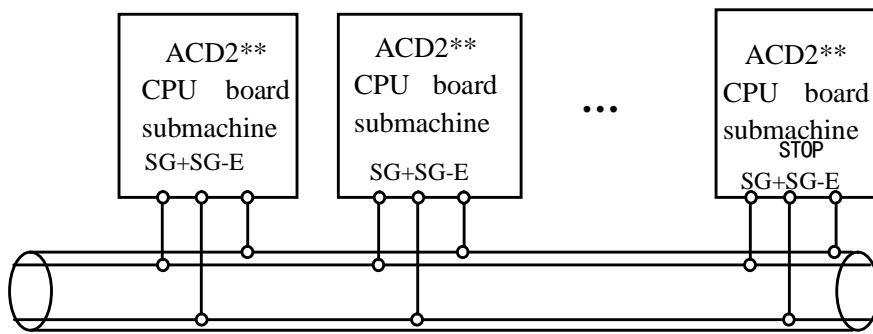 ACD2**
CPU board
submachine
SG+SG-E
ACD2**
CPU board
submachine
SG+SG-E
...
ACD2**
CPU board
submachine
STOP
SG+SG-E